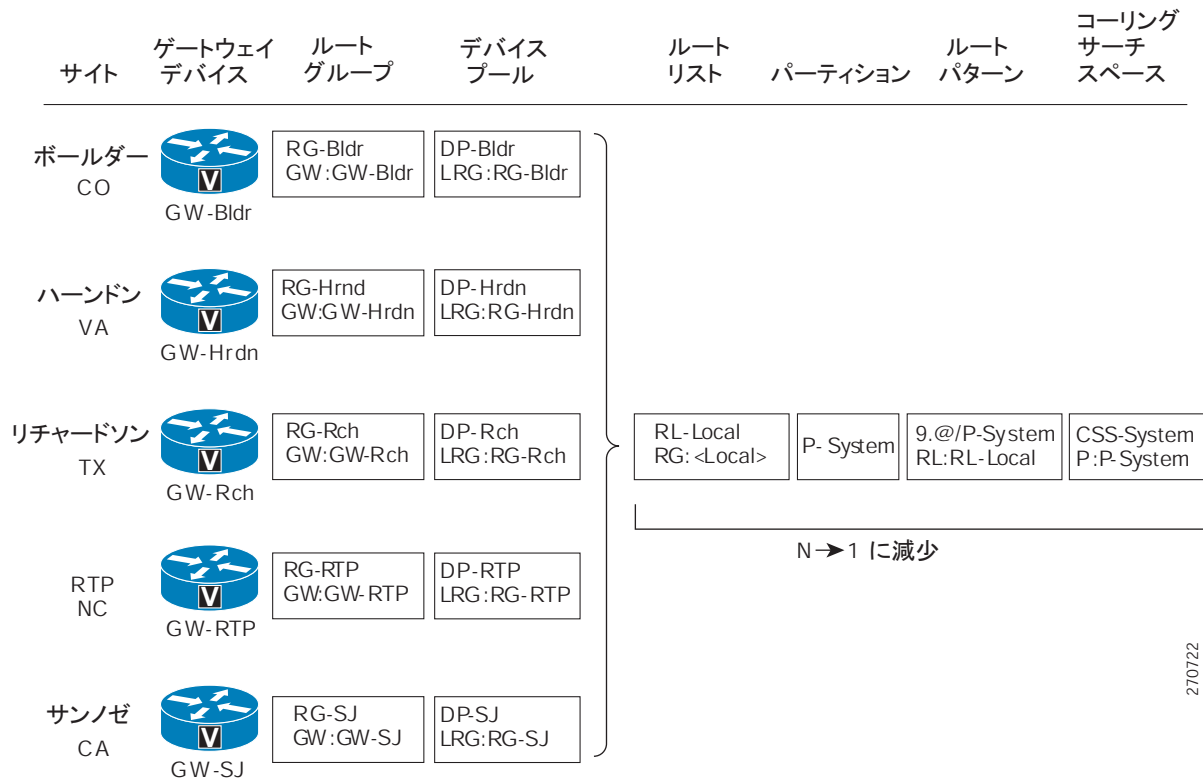 サイト
ゲートウェイ
デバイス
ルート
グループ
デバイス
プール
ルート
リスト
パーティション
ルート
パターン
コーリング
サーチ
スペース
ボールダー
CO
GW-Bldr
RG-Bldr
GW:GW-Bldr
DP-Bldr
LRG:RG-Bldr
ハーンドン
VA
GW-Hrdn
RG-Hrnd
GW:GW-Hrdn
DP-Hrdn
LRG:RG-Hrdn
リチャードソン
TX
GW-Rch
RG-Rch
GW:GW-Rch
DP-Rch
LRG:RG-Rch
RL-Local
RG:<Local>
P-System
9.@/P-System
RL:RL-Local
CSS-System
P:P-System
N→1 に減少
RTP
NC
GW-RTP
RG-RTP
GW:GW-RTP
DP-RTP
LRG:RG-RTP
サンノゼ
CA
GW-SJ
RG-SJ
GW:GW-SJ
DP-SJ
LRG:RG-SJ
V
V
V
V
V
270722